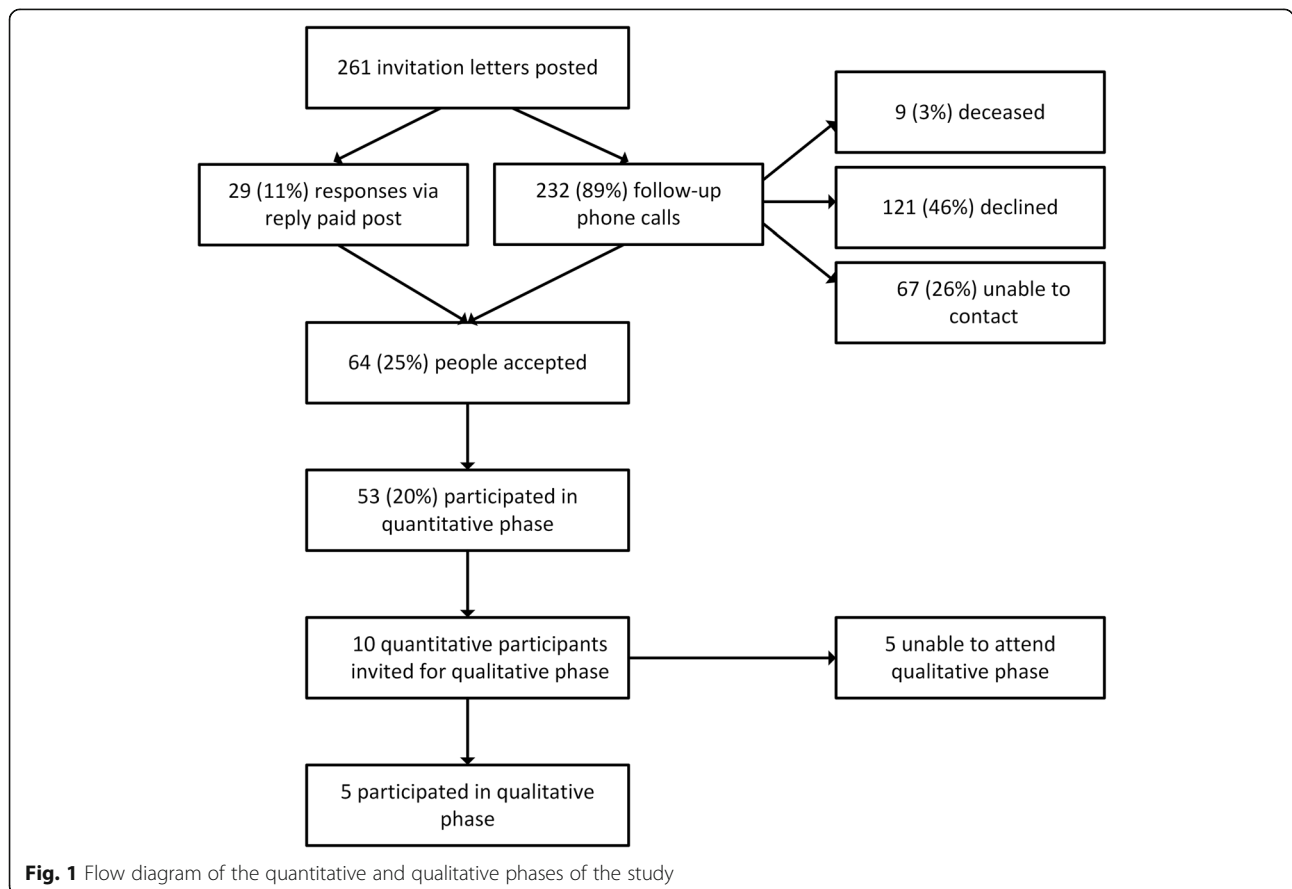 261 invitation letters posted
9 (3%) deceased
29 (11%) responses via
reply paid post
232 (89%) follow-up
phone calls
121 (46%) declined
67 (26%) unable to
contact
64 (25%) people accepted
53 (20%) participated in
quantitative phase
10 quantitative participants
invited for qualitative phase
5 unable to attend
qualitative phase
5 participated in qualitative
phase
Fig. 1 Flow diagram of the quantitative and qualitative phases of the study